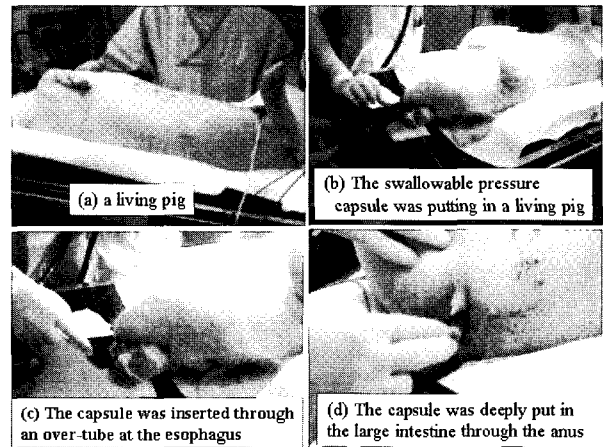 (a) a living pig
(b) The swallowable pressure
capsule was putting in a living pig
(c) The capsule was inserted through
an over-tube at the esophagus
(d) The capsule was deeply put in
the large intestine through the anus